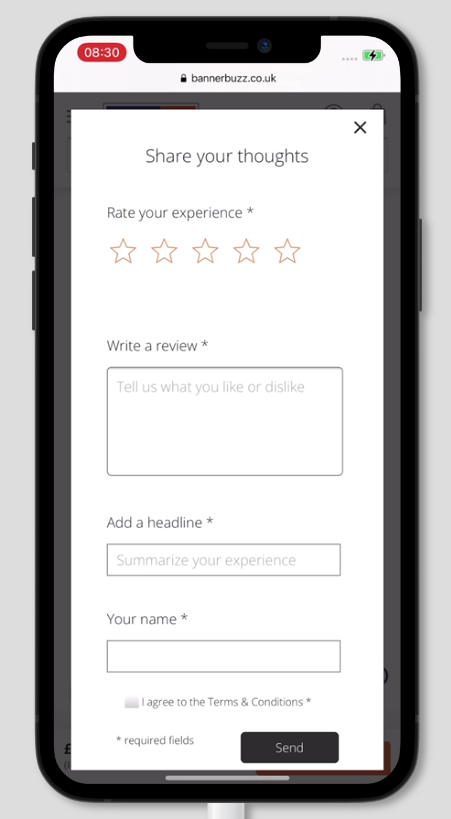 08:30
bannerbuzz.co.uk
Share your thoughts
Rate your experience *
Write a review *
Tell us what you like or dislike
Add a headline *
Summarize your experience
Your name *
I agree to the Terms & Conditions *
* required fields
Send
£